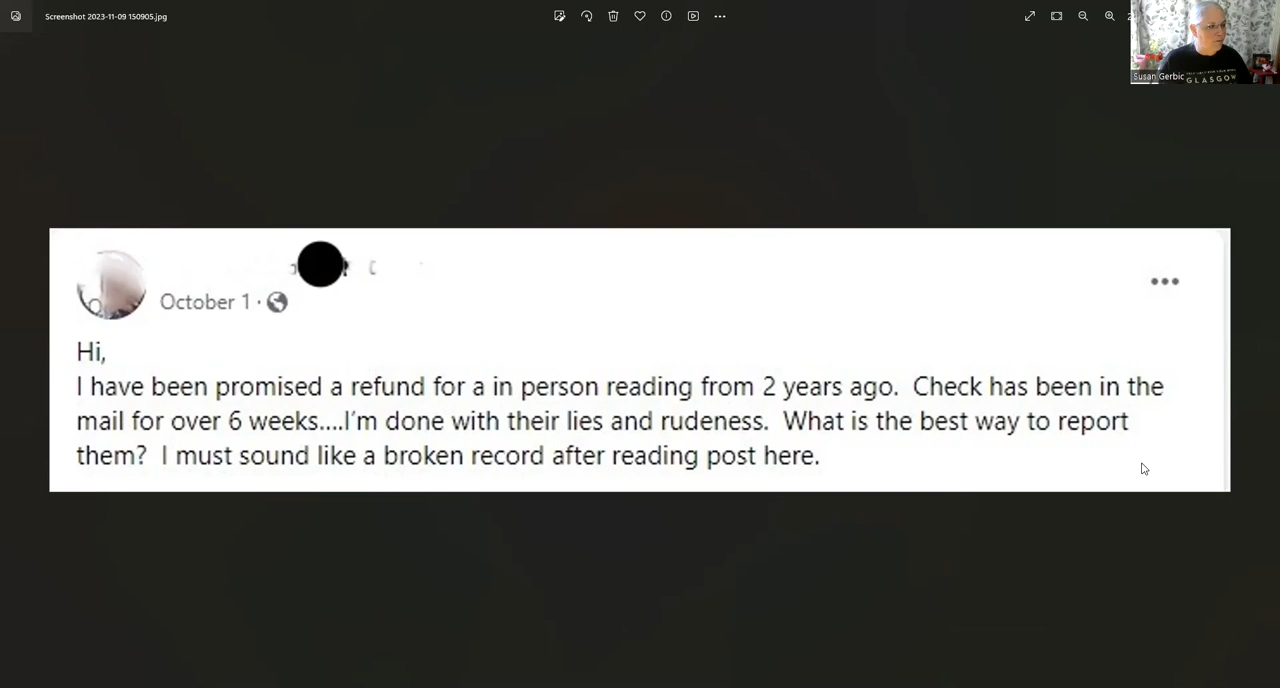 Screenshot 2023-11-09 150905.jpg
Susan Gerbic
GLASGOW
October 1 ·
Hi,
I have been promised a refund for a in person reading from 2 years ago.  Check has been in the
mail for over 6 weeks....I'm done with their lies and rudeness.  What is the best way to report
them?  I must sound like a broken record after reading post here.